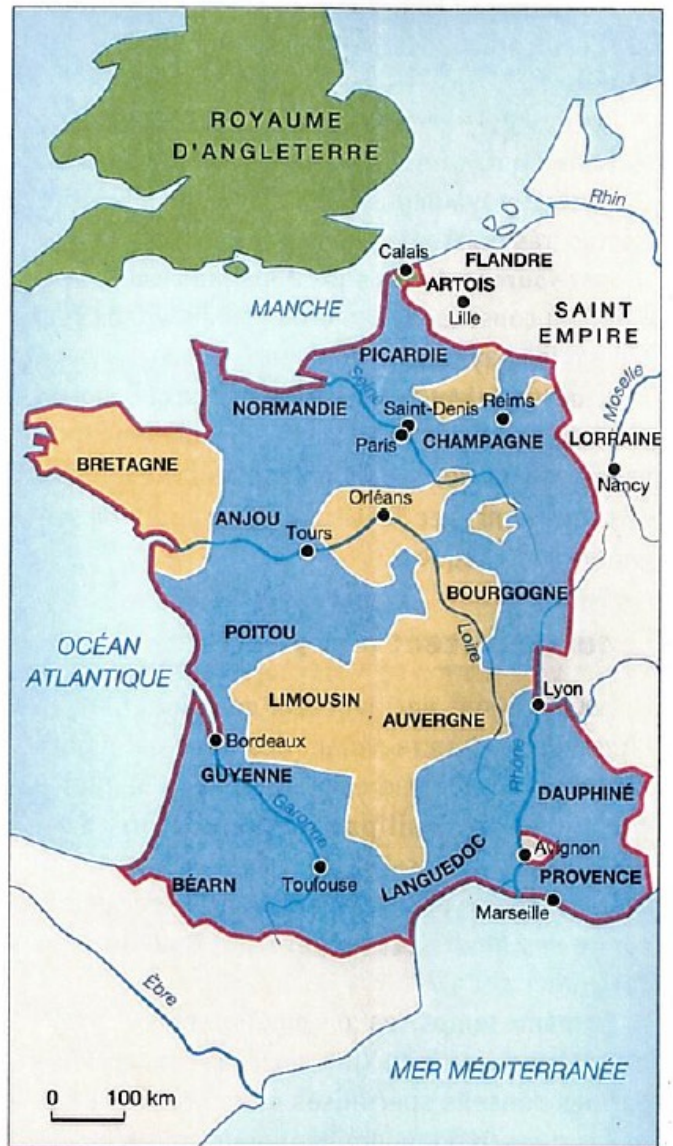 ROYAUME
D'ANGLETERRE
Rhin
Calais
FLANDRE
ARTOIS
Lille
MANCHE
SAINT
EMPIRE
PICARDIE
Seine
Moselle
NORMANDIE
Saint-Denis
Reims
Paris
CHAMPAGNE
LORRAINE
BRETAGNE
Nancy
Orléans
ANJOU
Tours
BOURGOGNE
POITOU
Loire
OCÉAN
ATLANTIQUE
LIMOUSIN
Lyon
AUVERGNE
Bordeaux
GUYENNE
Rhône
DAUPHINÉ
Garonne
Avignon
LANGUEDOC
PROVENCE
BÉARN
Toulouse
Marseille
Èbre
MER MÉDITERRANÉE
0 100 km